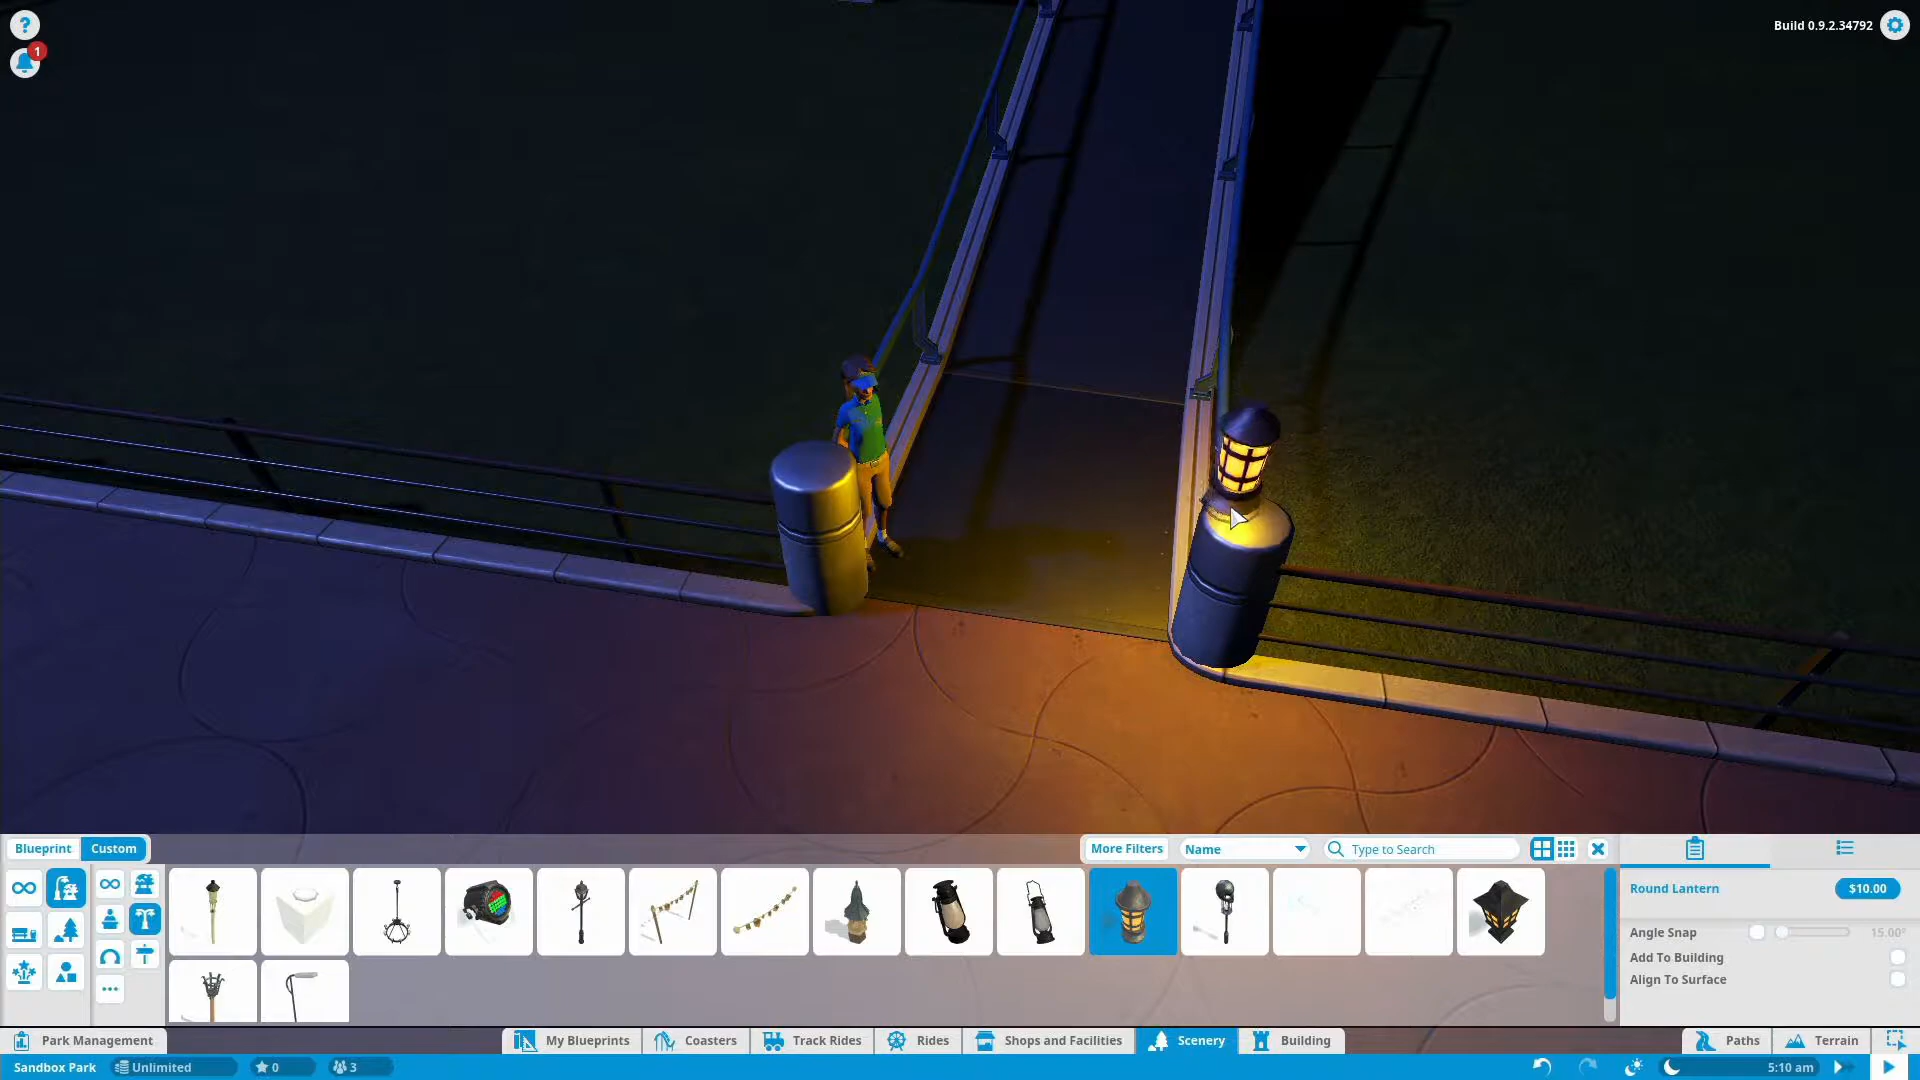 ?
1
Build 0.9.2.34792
Blueprint
Custom
More Filters
Name
Type to Search
Round Lantern
$10.00
Angle Snap
15.00°
Add To Building
Align To Surface
Park Management
My Blueprints
Coasters
Track Rides
Rides
Shops and Facilities
Scenery
Building
Paths
Terrain
Sandbox Park
Unlimited
0
3
5:10 am